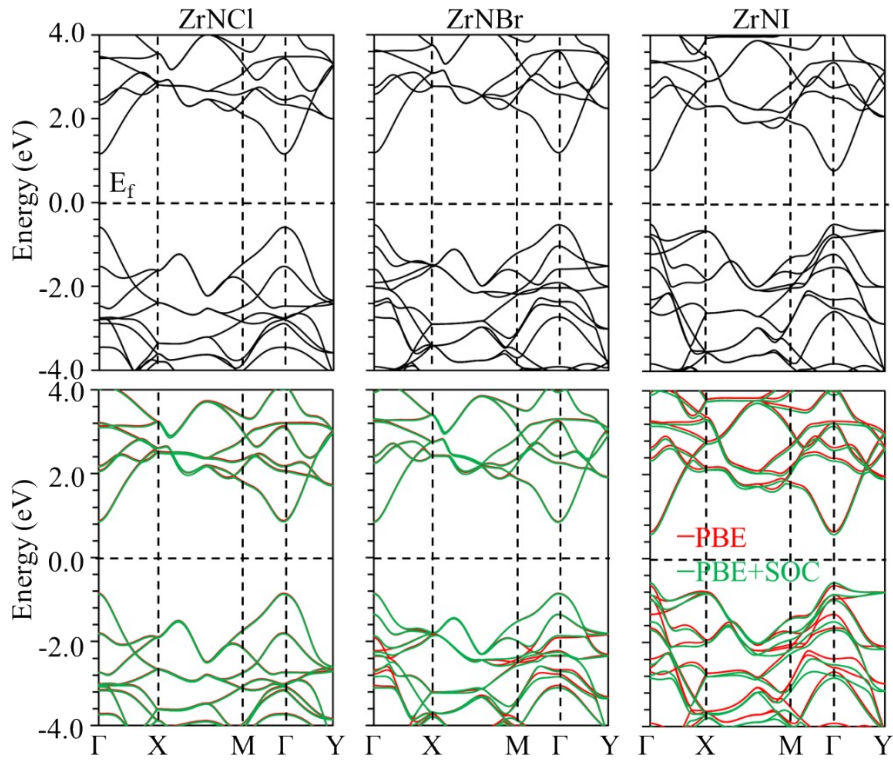 ZrNCl ZrNBr ZrNI
4.0
2.0
0.0
-2.0
-4.0
Energy (eV)
E_f
4.0
2.0
0.0
-2.0
-4.0
Energy (eV)
PBE
PBE+SOC
Γ X M Γ Y Γ X M Γ Y Γ X M Γ Y